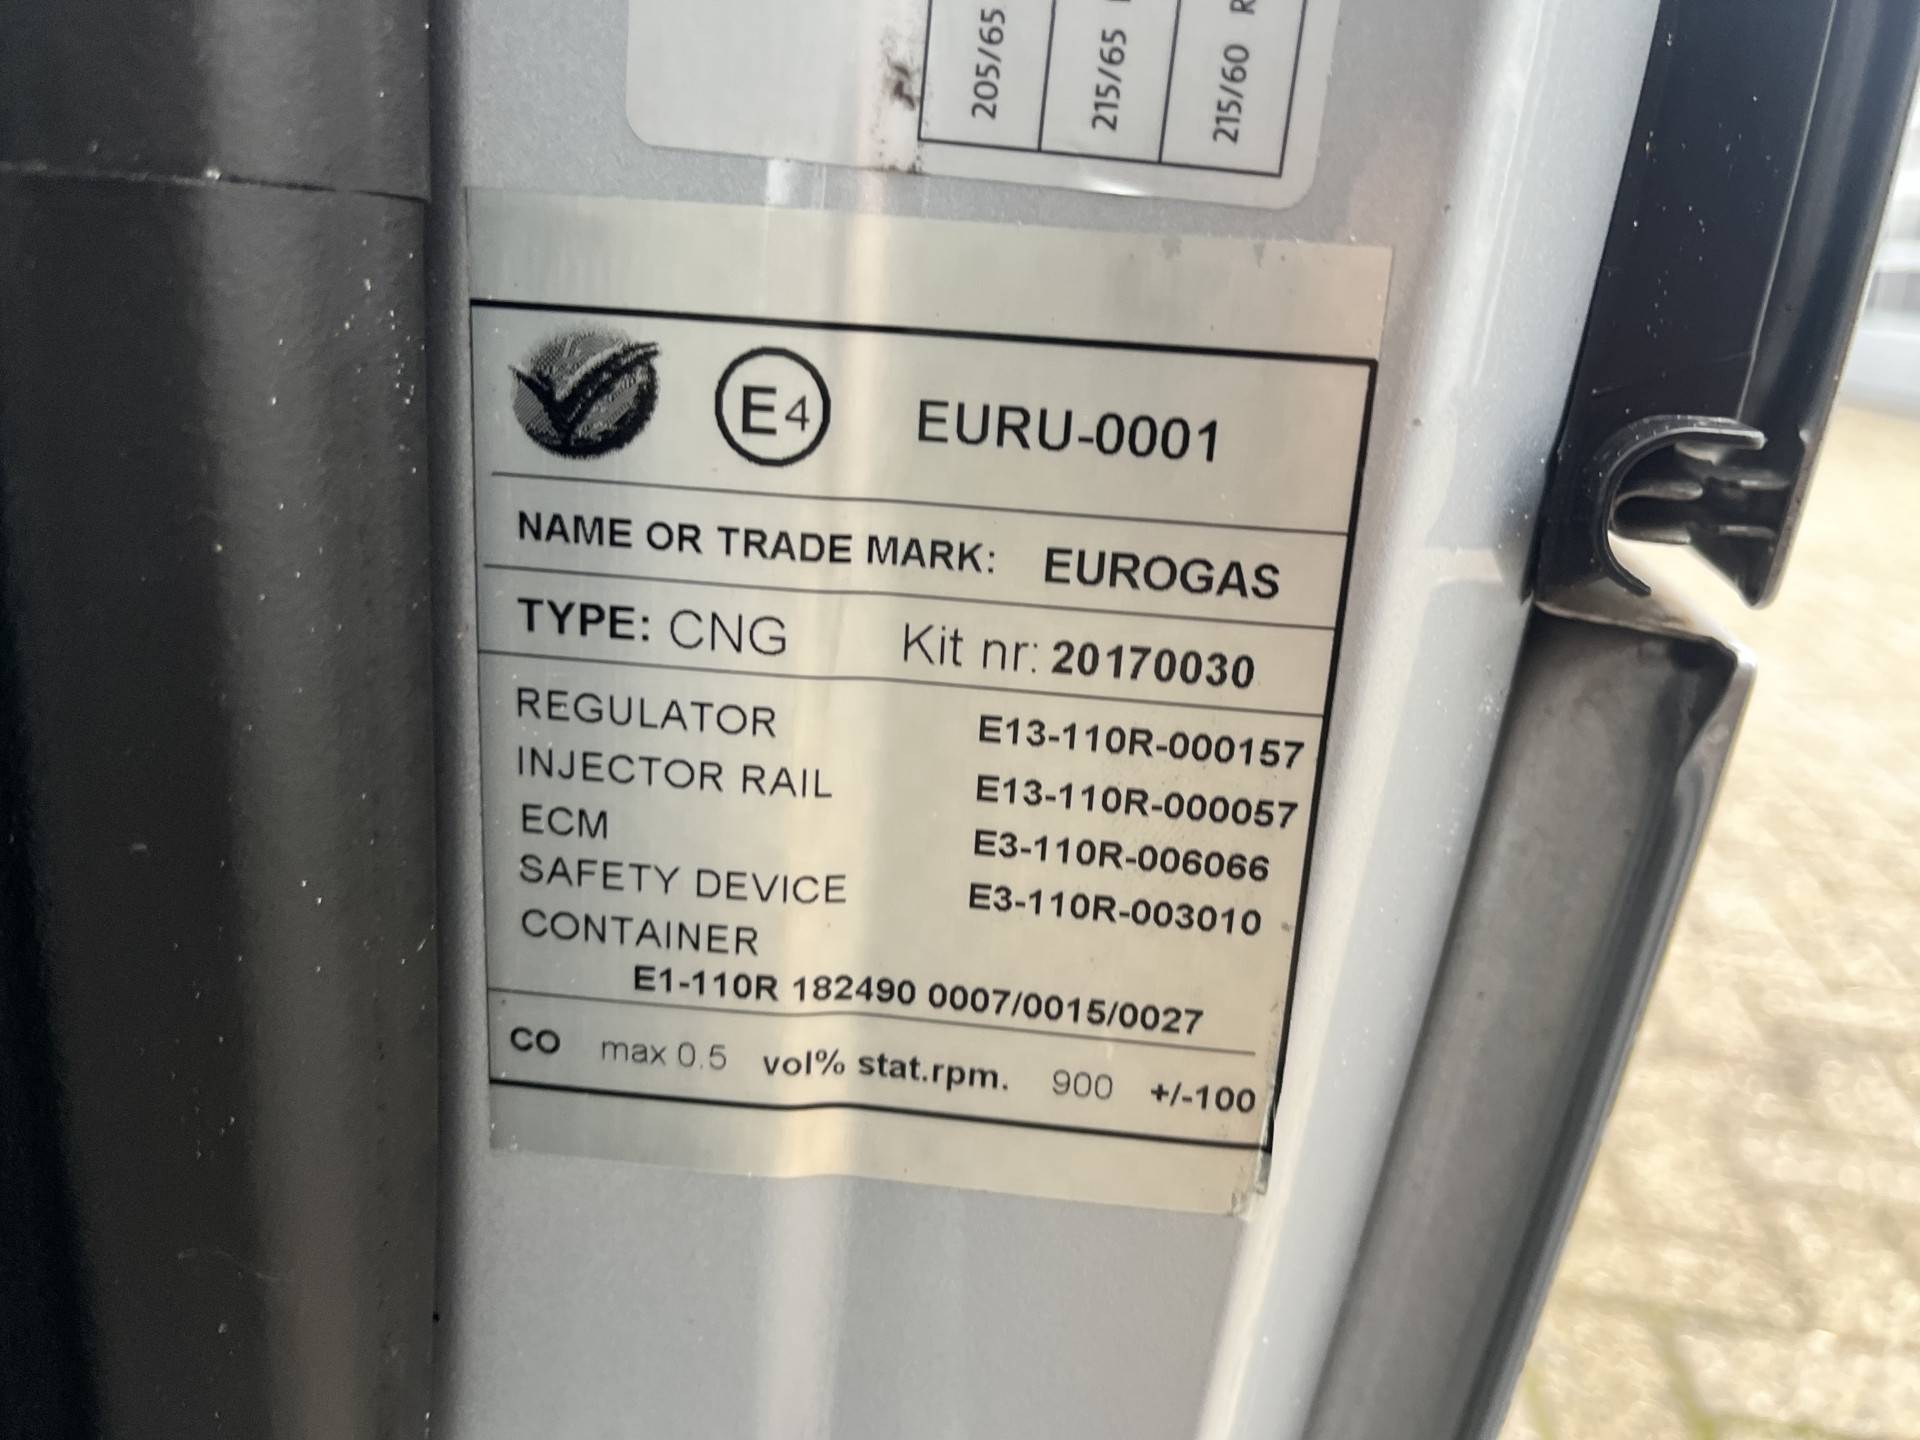 205/65
215/65
215/60 R
E4 EURU-0001
NAME OR TRADE MARK: EUROGAS
TYPE: CNG Kit nr: 20170030
REGULATOR E13-110R-000157
INJECTOR RAIL E13-110R-000057
ECM E3-110R-006066
SAFETY DEVICE E3-110R-003010
CONTAINER
E1-110R 182490 0007/0015/0027
CO max 0.5 vol% stat.rpm. 900 +/-100